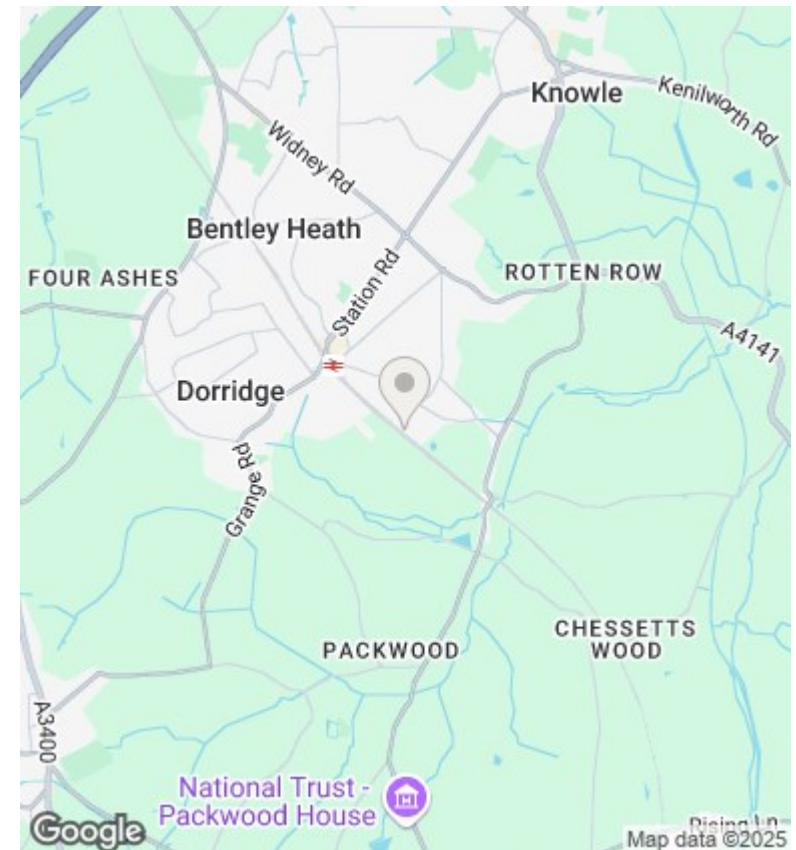 Knowle
Kenilworth Rd
Widney Rd
Bentley Heath
FOUR ASHES
Station Rd
ROTTEN ROW
A4141
Dorridge
Grange Rd
PACKWOOD
CHESSETTS
WOOD
A3400
National Trust -
Packwood House
Rising Ln
Google
Map data ©2025